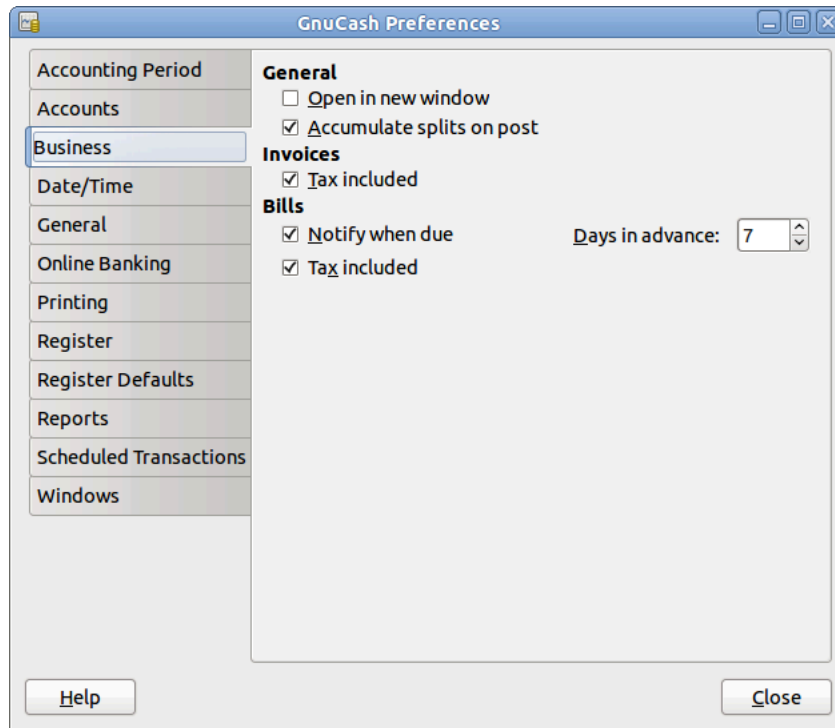 GnuCash Preferences
Accounting Period
Accounts
Business
Date/Time
General
Online Banking
Printing
Register
Register Defaults
Reports
Scheduled Transactions
Windows
General
Open in new window
Accumulate splits on post
Invoices
Tax included
Bills
Notify when due Days in advance: 7
Tax included
Help Close